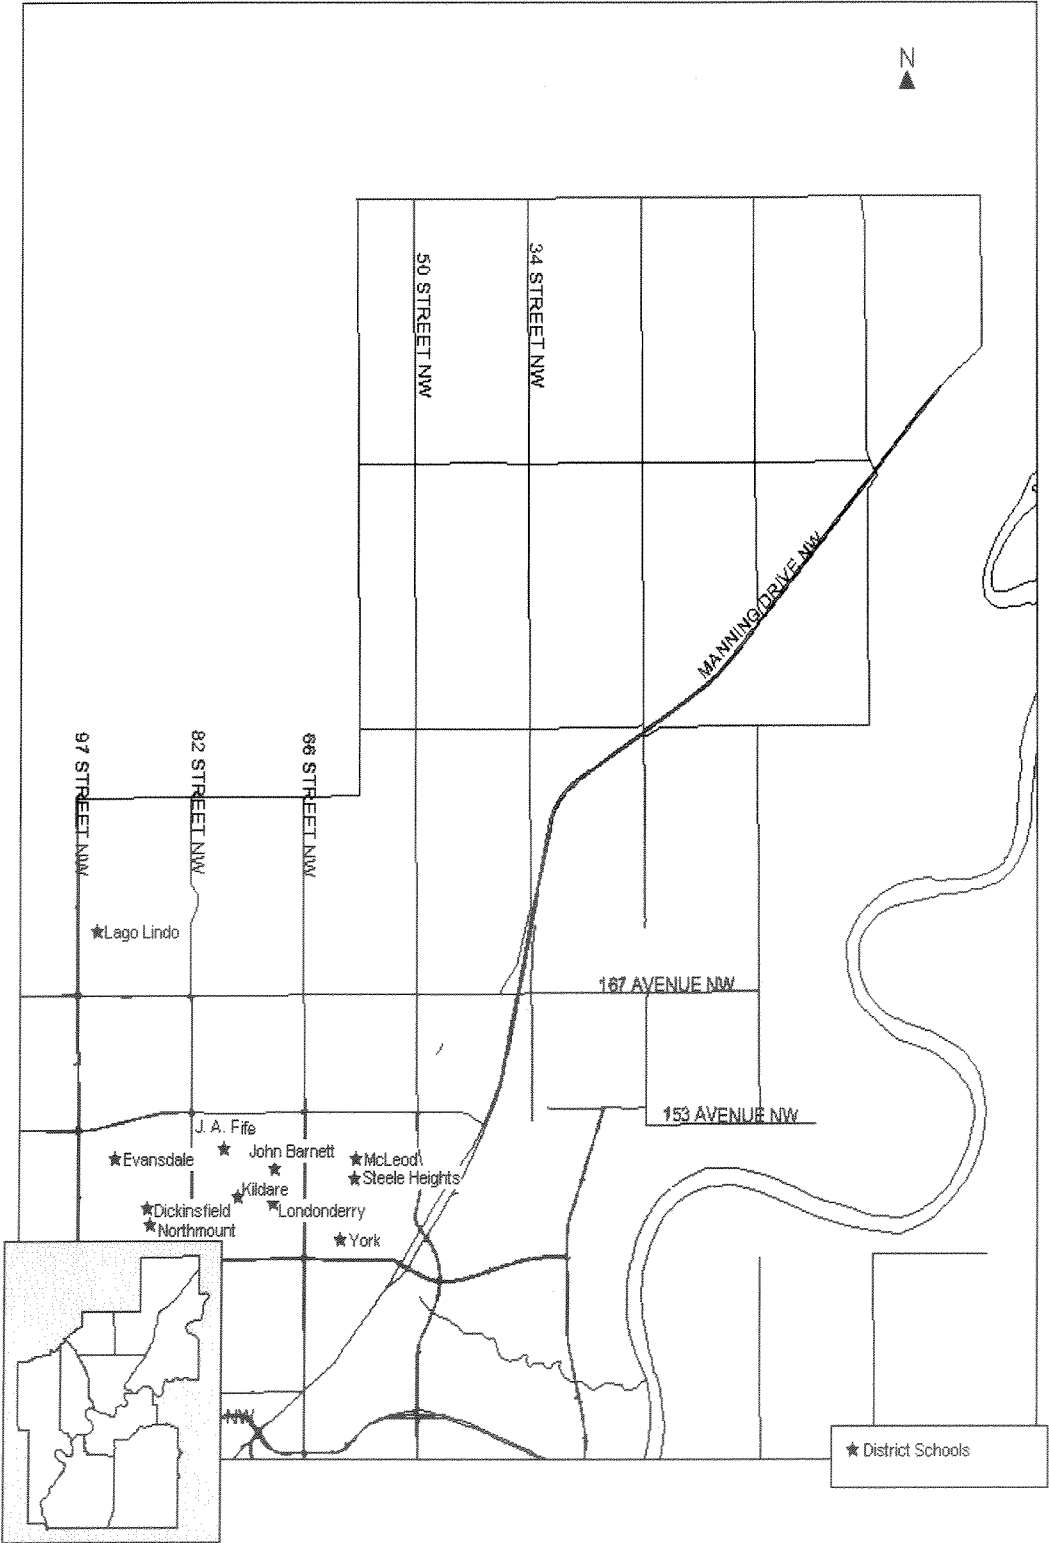 N
50 STREET NW
34 STREET NW
MANNING DRIVE NW
97 STREET NW
82 STREET NW
66 STREET NW
Lago Lindo
167 AVENUE NW
153 AVENUE NW
J. A. Fife
John Barnett
Evansdale
McLeod
Steele Heights
Kildare
Dickinsfield
Londonderry
Northmount
York
NW
District Schools